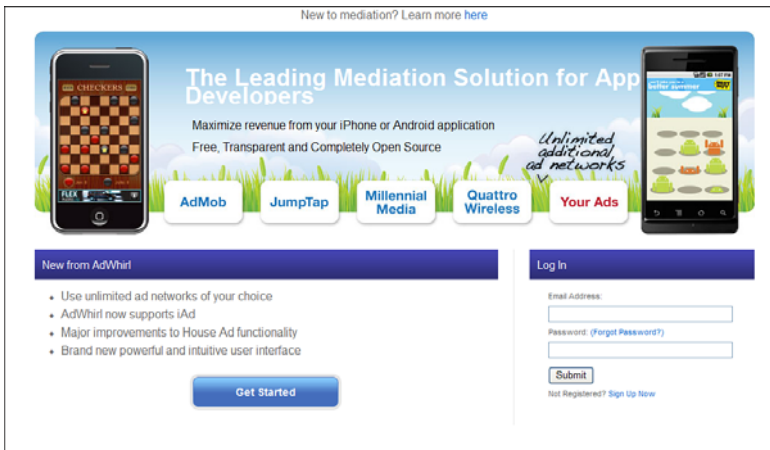 New to mediation? Learn more here
CHECKERS
The Leading Mediation Solution for App
Developers
Maximize revenue from your iPhone or Android application
Free, Transparent and Completely Open Source
Unlimited
additional
ad networks
better summer
FLEX
AdMob
JumpTap
Millennial
Media
Quattro
Wireless
Your Ads
New from AdWhirl
Use unlimited ad networks of your choice
AdWhirl now supports iAd
Major improvements to House Ad functionality
Brand new powerful and intuitive user interface
Get Started
Log In
Email Address:
Password: (Forgot Password?)
Submit
Not Registered? Sign Up Now